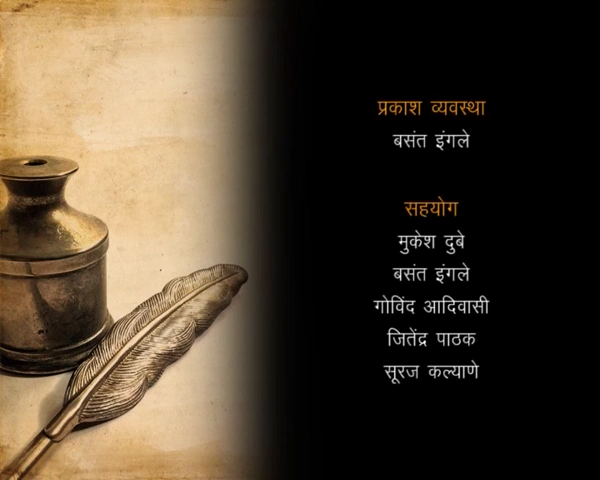 प्रकाश व्यवस्था
बसंत इंगले
सहयोग
मुकेश दुबे
बसंत इंगले
गोविंद आदिवासी
जितेंद्र पाठक
सूरज कल्याणे